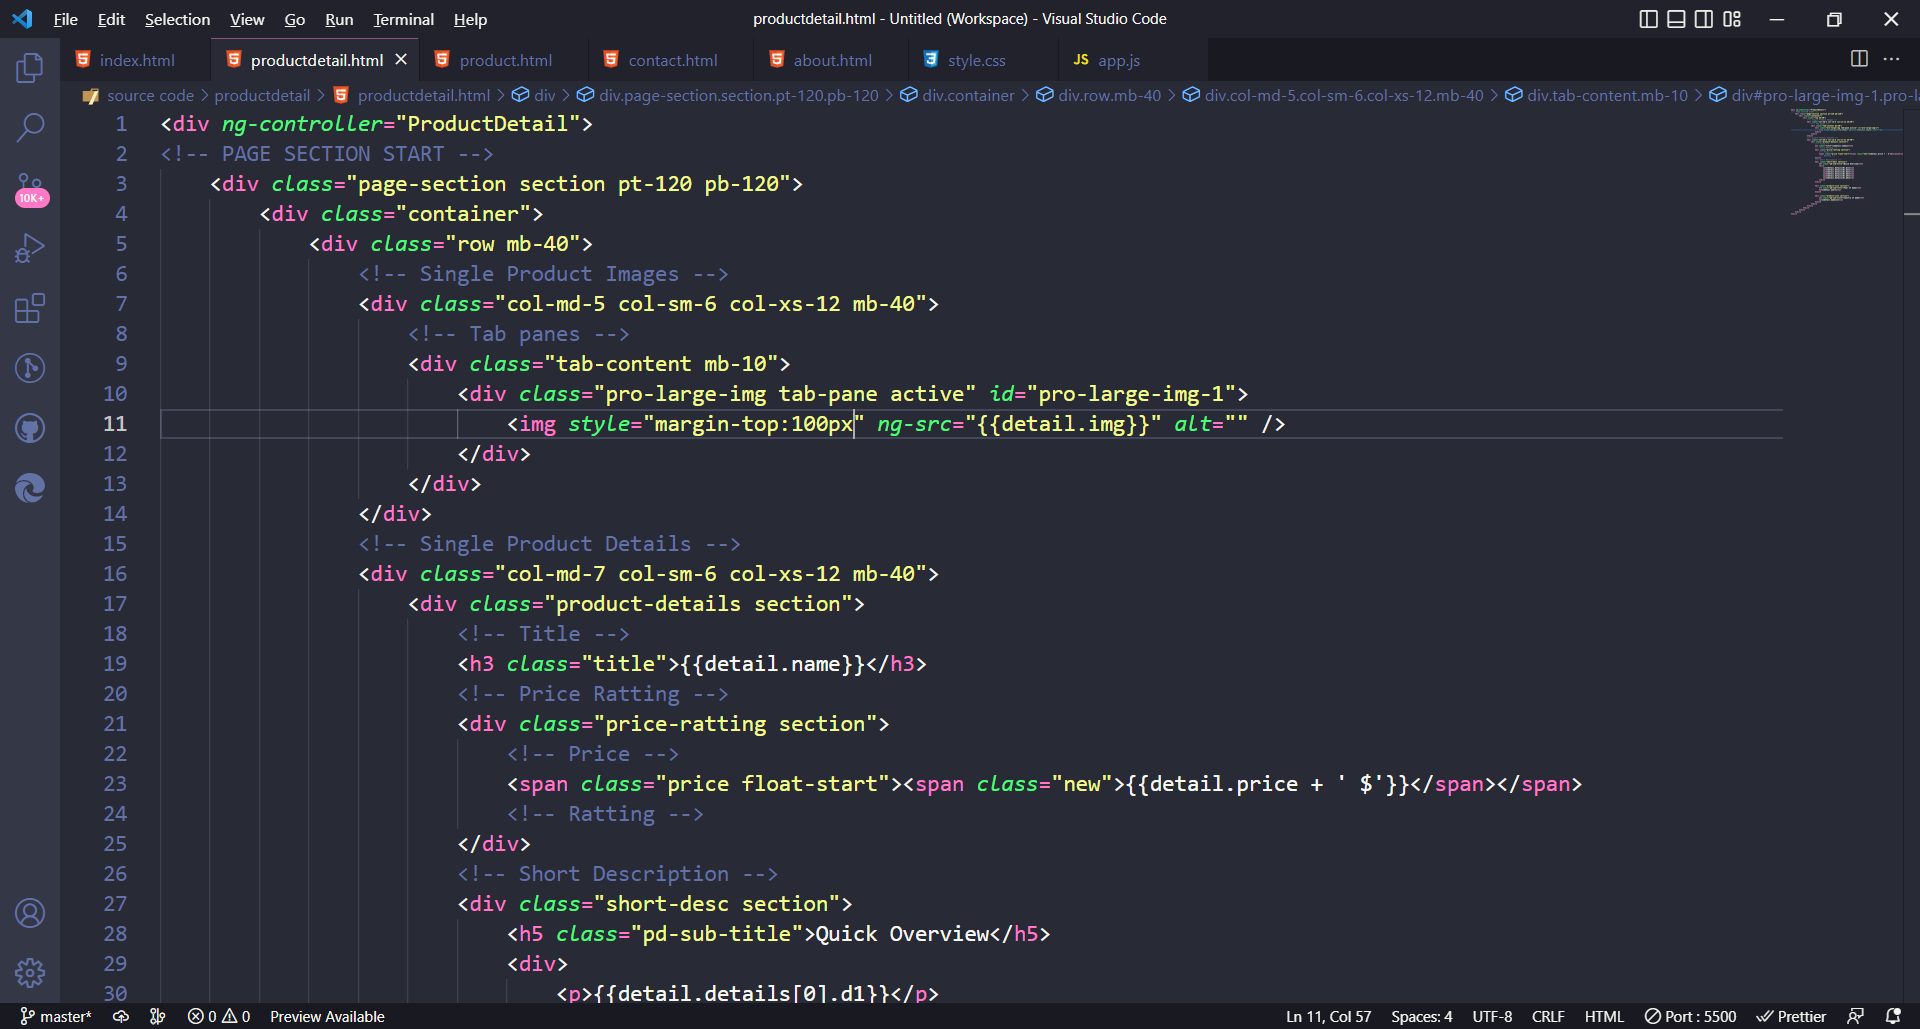 File Edit Selection View Go Run Terminal Help productdetail.html - Untitled (Workspace) - Visual Studio Code
index.html productdetail.html product.html contact.html about.html style.css JS app.js
source code > productdetail > productdetail.html > div > div.page-section.section.pt-120.pb-120 > div.container > div.row.mb-40 > div.col-md-5.col-sm-6.col-xs-12.mb-40 > div.tab-content.mb-10 > div#pro-large-img-1.pro-la
1 <div ng-controller="ProductDetail">
2 <!-- PAGE SECTION START -->
3 <div class="page-section section pt-120 pb-120">
4 <div class="container">
5 <div class="row mb-40">
6 <!-- Single Product Images -->
7 <div class="col-md-5 col-sm-6 col-xs-12 mb-40">
8 <!-- Tab panes -->
9 <div class="tab-content mb-10">
10 <div class="pro-large-img tab-pane active" id="pro-large-img-1">
11 <img style="margin-top:100px" ng-src="{{detail.img}}" alt="" />
12 </div>
13 </div>
14 </div>
15 <!-- Single Product Details -->
16 <div class="col-md-7 col-sm-6 col-xs-12 mb-40">
17 <div class="product-details section">
18 <!-- Title -->
19 <h3 class="title">{{detail.name}}</h3>
20 <!-- Price Ratting -->
21 <div class="price-ratting section">
22 <!-- Price -->
23 <span class="price float-start"><span class="new">{{detail.price + ' $'}}</span></span>
24 <!-- Ratting -->
25 </div>
26 <!-- Short Description -->
27 <div class="short-desc section">
28 <h5 class="pd-sub-title">Quick Overview</h5>
29 <div>
30 <p>{{detail.details[0].d1}}</p>
10K+
master* 0 0 Preview Available Ln 11, Col 57 Spaces: 4 UTF-8 CRLF HTML Port : 5500 Prettier